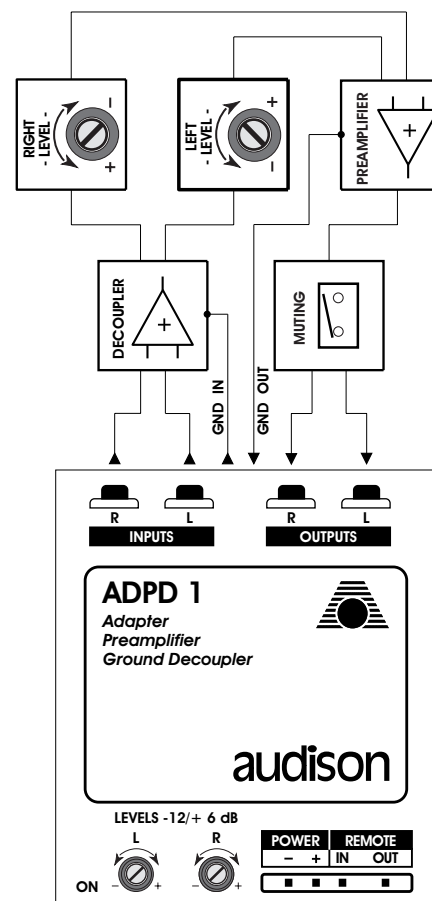 RIGHT
- LEVEL -
- +
LEFT
- LEVEL -
- +
PREAMPLIFIER
+
DECOUPLER
+
MUTING
GND IN
GND OUT
R L R L
INPUTS OUTPUTS
ADPD 1
Adapter
Preamplifier
Ground Decoupler
audison
LEVELS -12/+ 6 dB
L R
POWER REMOTE
- + IN OUT
ON - + - +